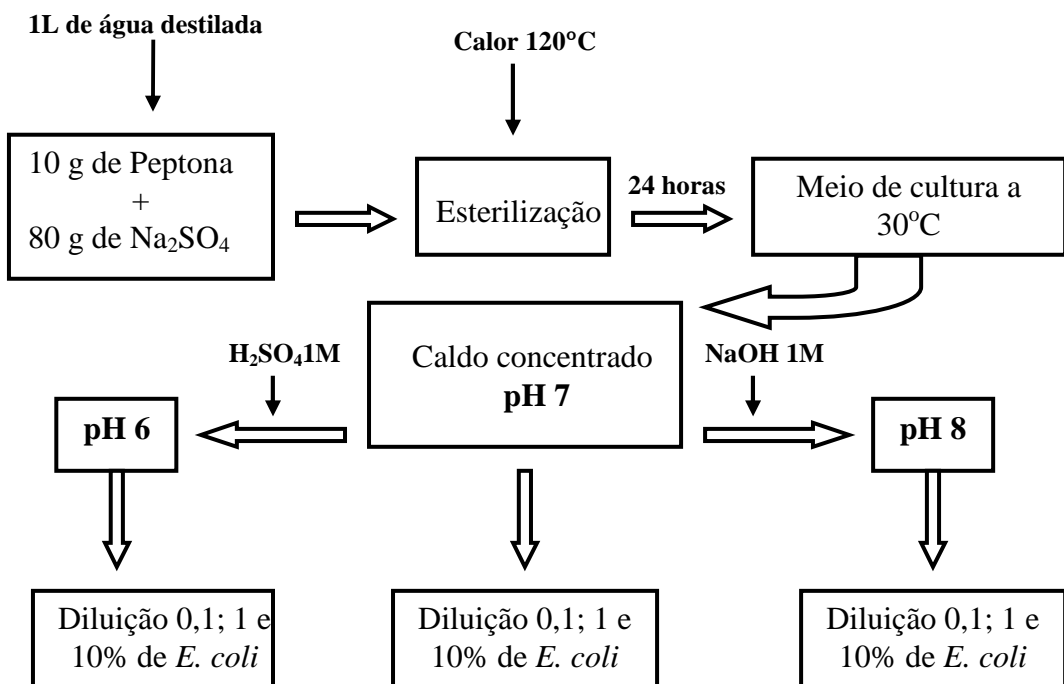 1L de água destilada
Calor 120°C
10 g de Peptona
+
80 g de Na₂SO₄
Esterilização
24 horas
Meio de cultura a
30°C
Caldo concentrado
pH 7
H₂SO₄1M
NaOH 1M
pH 6
pH 8
Diluição 0,1; 1 e
10% de E. coli
Diluição 0,1; 1 e
10% de E. coli
Diluição 0,1; 1 e
10% de E. coli